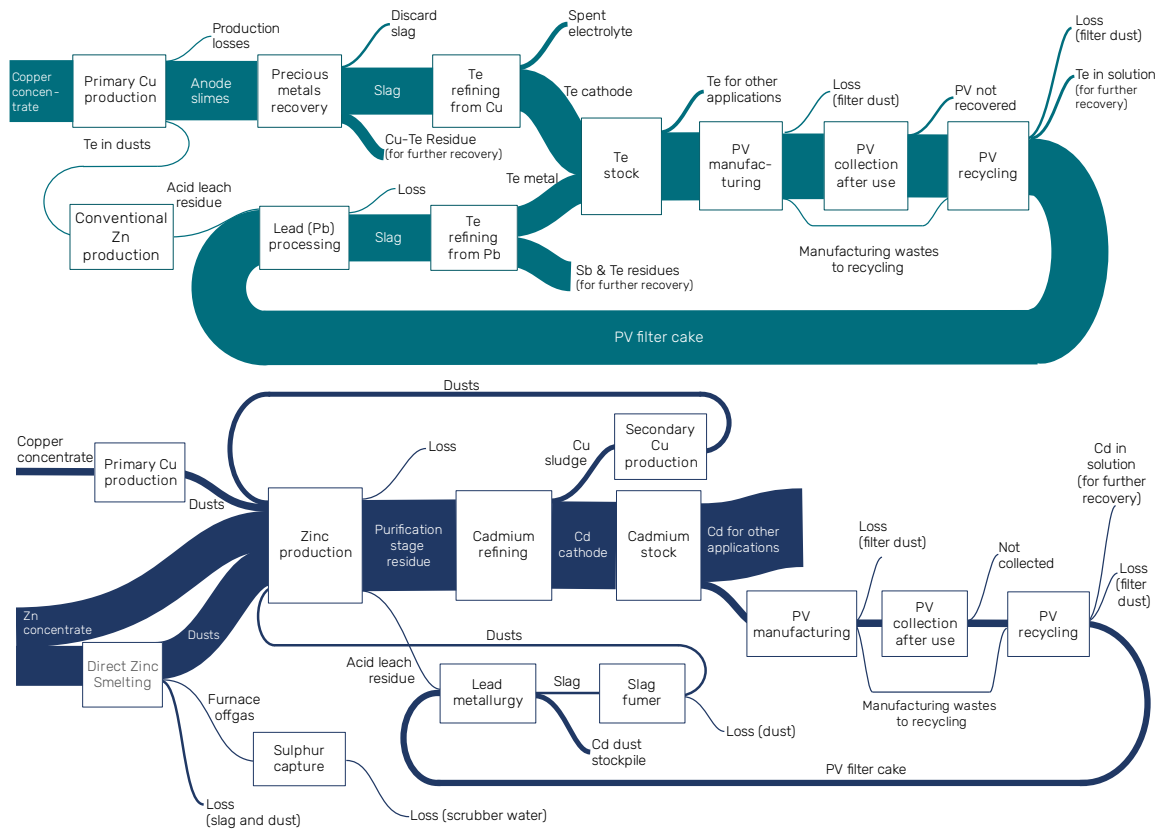 Production
losses
Discard
slag
Spent
electrolyte
Loss
(filter dust)
Copper
concen-
trate
Primary Cu
production
Anode
slimes
Precious
metals
recovery
Slag
Te
refining
from Cu
Te cathode
Te for other
applications
Loss
(filter dust)
PV not
recovered
Te in solution
(for further
recovery)
Te in dusts
Cu-Te Residue
(for further recovery)
Te
stock
PV
manufac-
turing
PV
collection
after use
PV
recycling
Acid leach
residue
Loss
Te metal
Conventional
Zn
production
Lead (Pb)
processing
Slag
Te
refining
from Pb
Sb & Te residues
(for further recovery)
Manufacturing wastes
to recycling
PV filter cake
Dusts
Copper
concentrate
Primary Cu
production
Dusts
Loss
Cu
sludge
Secondary
Cu
production
Cd in
solution
(for further
recovery)
Zinc
production
Purification
stage
residue
Cadmium
refining
Cd
cathode
Cadmium
stock
Cd for other
applications
Loss
(filter dust)
Not
collected
Loss
(filter
dust)
Zn
concentrate
Dusts
Direct Zinc
Smelting
Dusts
PV
manufacturing
PV
collection
after use
PV
recycling
Acid leach
residue
Lead
metallurgy
Slag
Slag
fumer
Manufacturing wastes
to recycling
Furnace
offgas
Sulphur
capture
Cd dust
stockpile
Loss (dust)
PV filter cake
Loss
(slag and dust)
Loss (scrubber water)